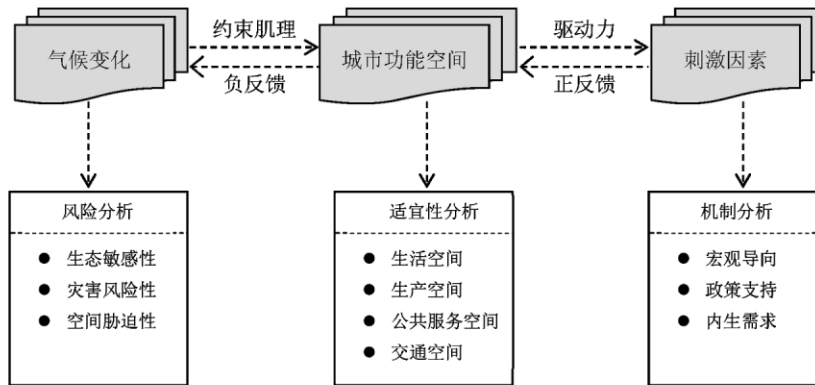 约束肌理
驱动力
气候变化
城市功能空间
刺激因素
负反馈
正反馈
风险分析
● 生态敏感性
● 灾害风险性
● 空间胁迫性
适宜性分析
● 生活空间
● 生产空间
● 公共服务空间
● 交通空间
机制分析
● 宏观导向
● 政策支持
● 内生需求